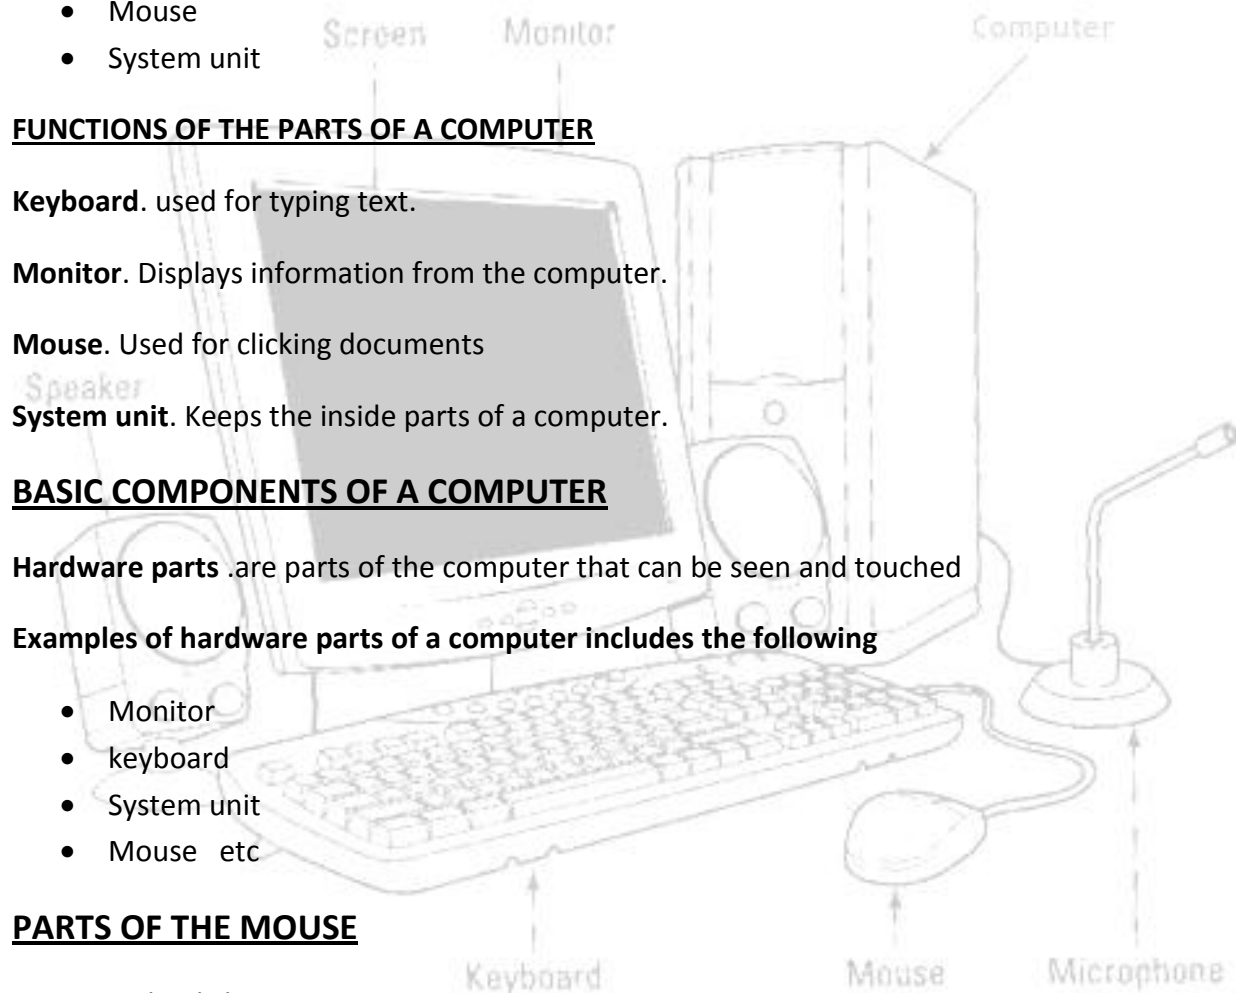 • Mouse
Screen Monitor Computer
• System unit
FUNCTIONS OF THE PARTS OF A COMPUTER
Keyboard. used for typing text.
Monitor. Displays information from the computer.
Mouse. Used for clicking documents
Speaker
System unit. Keeps the inside parts of a computer.
BASIC COMPONENTS OF A COMPUTER
Hardware parts .are parts of the computer that can be seen and touched
Examples of hardware parts of a computer includes the following
• Monitor
• keyboard
• System unit
• Mouse etc
PARTS OF THE MOUSE
Keyboard Mouse Microphone